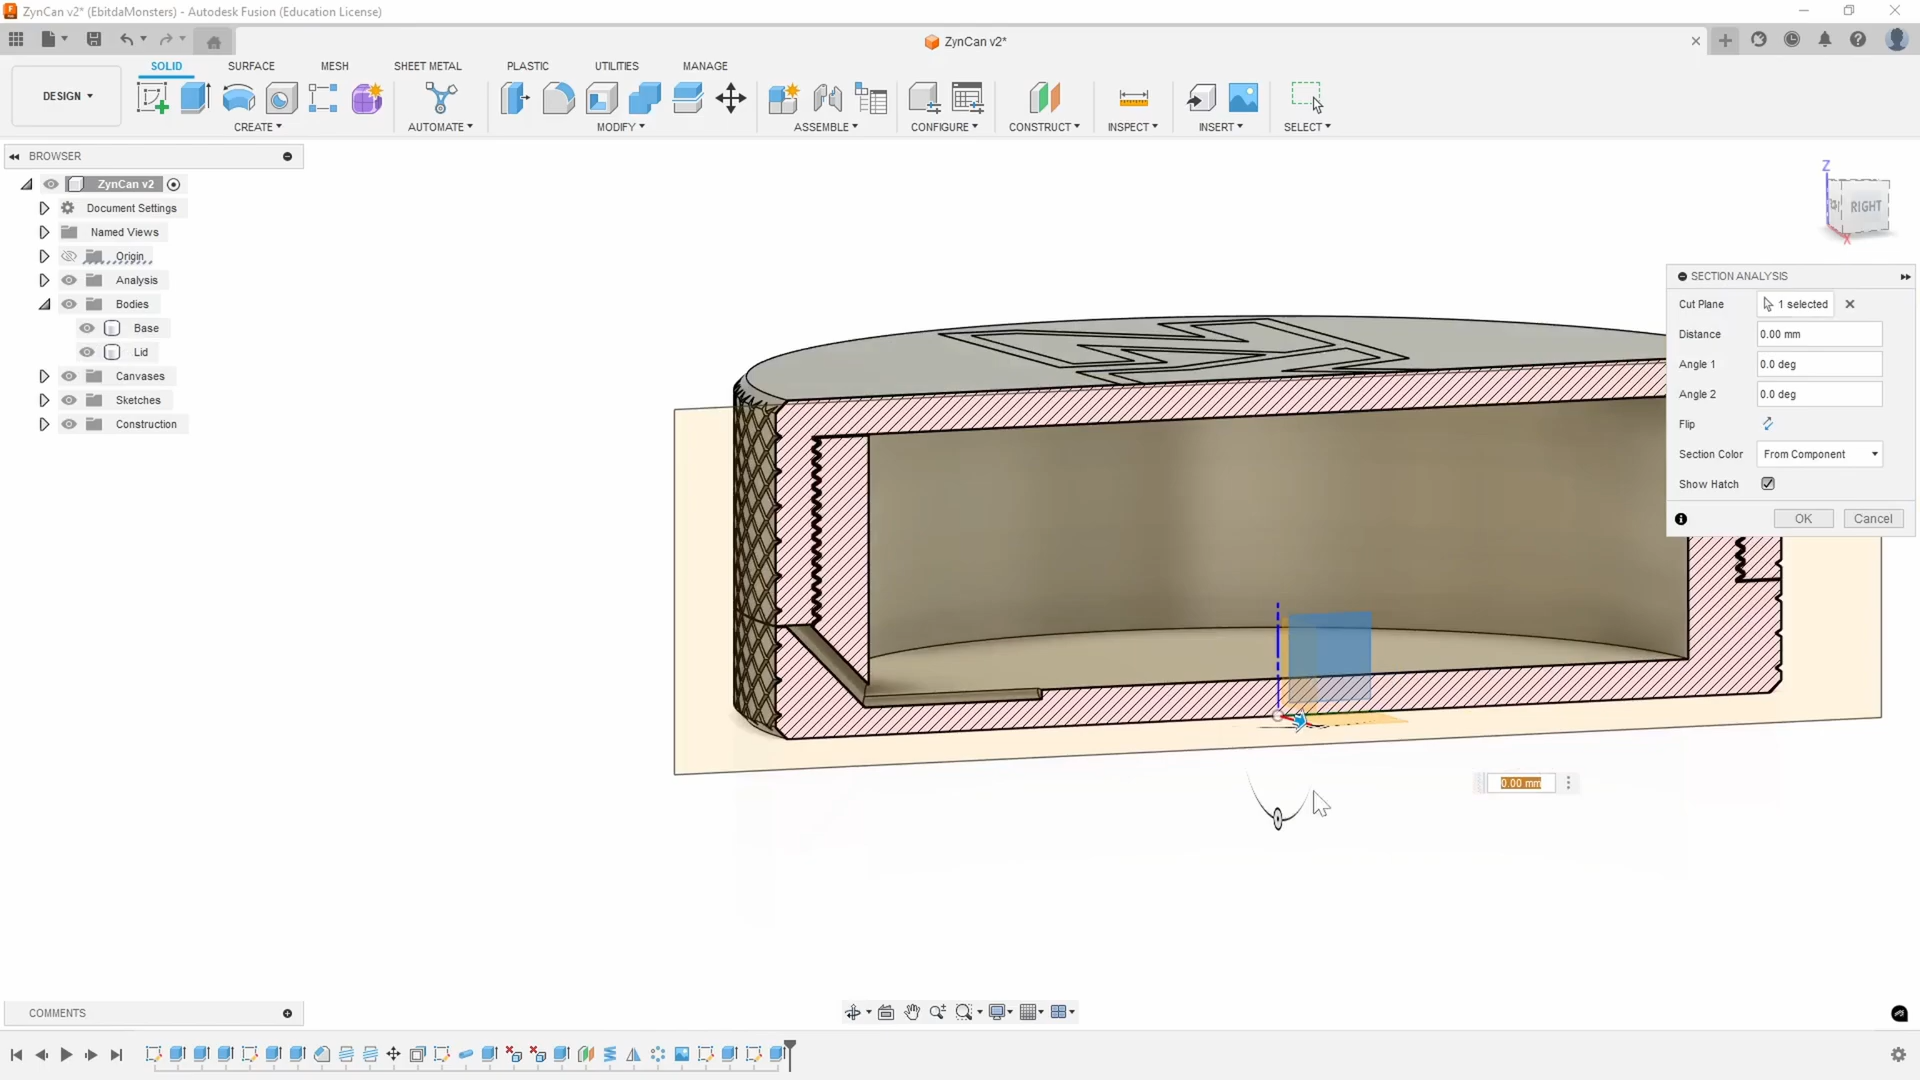 ZynCan v2* (EbitdaMonsters) - Autodesk Fusion (Education License)
ZynCan v2*
DESIGN
SOLID
SURFACE
MESH
SHEET METAL
PLASTIC
UTILITIES
MANAGE
CREATE
AUTOMATE
MODIFY
ASSEMBLE
CONFIGURE
CONSTRUCT
INSPECT
INSERT
SELECT
BROWSER
ZynCan v2
Document Settings
Named Views
Origin
Analysis
Bodies
Base
Lid
Canvases
Sketches
Construction
Z
RIGHT
X
SECTION ANALYSIS
Cut Plane 1 selected
Distance 0.00 mm
Angle 1 0.0 deg
Angle 2 0.0 deg
Flip
Section Color From Component
Show Hatch
OK Cancel
0.00 mm
COMMENTS